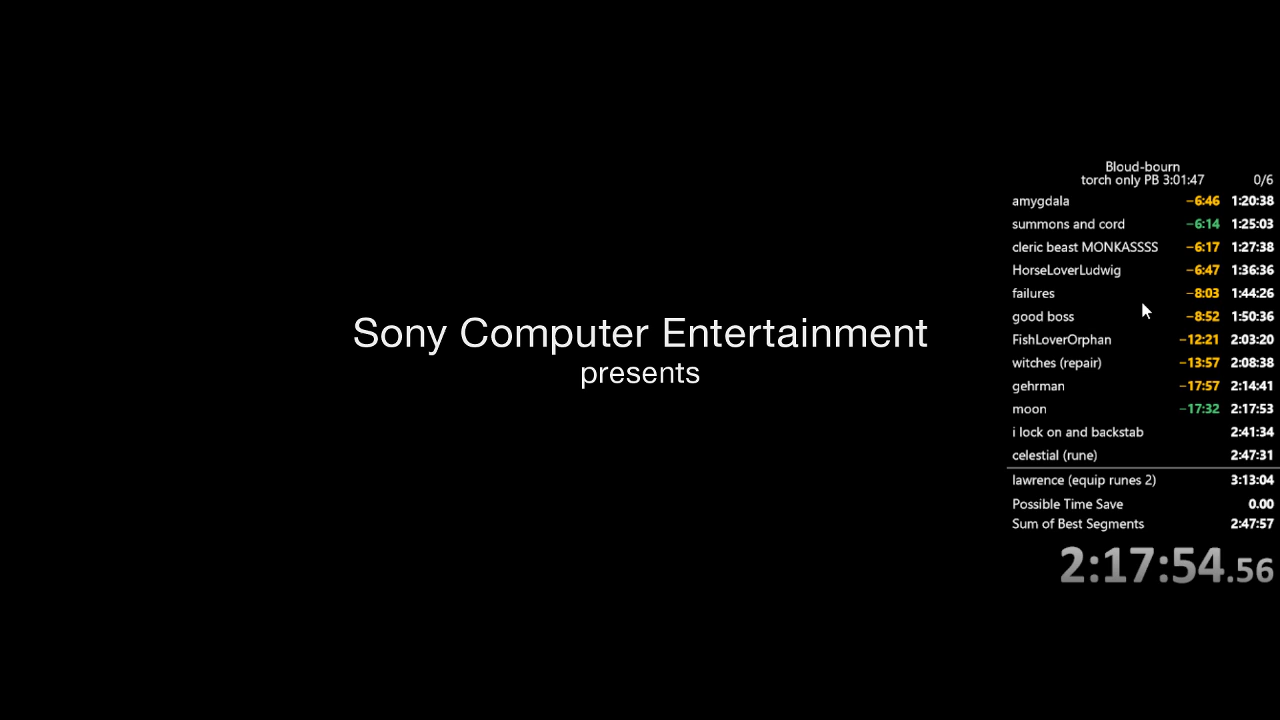 Sony Computer Entertainment
presents
Bloud-bourn
torch only PB 3:01:47 0/6
amygdala −6:46 1:20:38
summons and cord −6:14 1:25:03
cleric beast MONKASSSS −6:17 1:27:38
HorseLoverLudwig −6:47 1:36:36
failures −8:03 1:44:26
good boss −8:52 1:50:36
FishLoverOrphan −12:21 2:03:20
witches (repair) −13:57 2:08:38
gehrman −17:57 2:14:41
moon −17:32 2:17:53
i lock on and backstab 2:41:34
celestial (rune) 2:47:31
lawrence (equip runes 2) 3:13:04
Possible Time Save 0.00
Sum of Best Segments 2:47:57
2:17:54.56